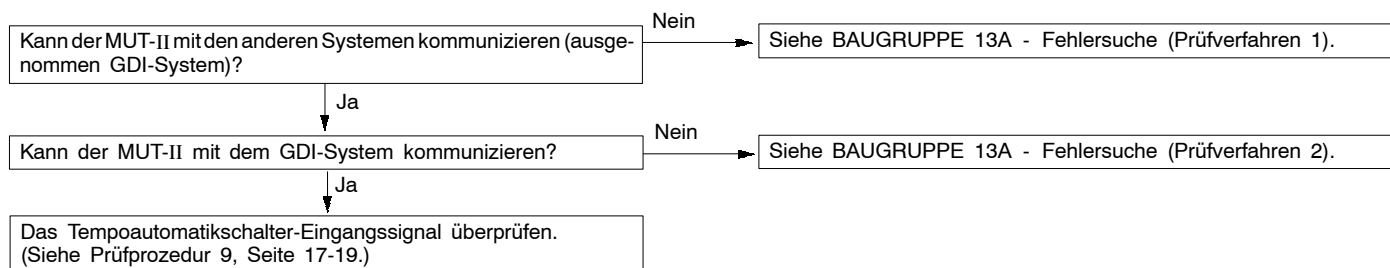 Kann der MUT-II mit den anderen Systemen kommunizieren (ausge-
nommen GDI-System)?
Nein
Siehe BAUGRUPPE 13A - Fehlersuche (Prüfverfahren 1).
Ja
Kann der MUT-II mit dem GDI-System kommunizieren?
Nein
Siehe BAUGRUPPE 13A - Fehlersuche (Prüfverfahren 2).
Ja
Das Tempoautomatikschalter-Eingangssignal überprüfen.
(Siehe Prüfprozedur 9, Seite 17-19.)